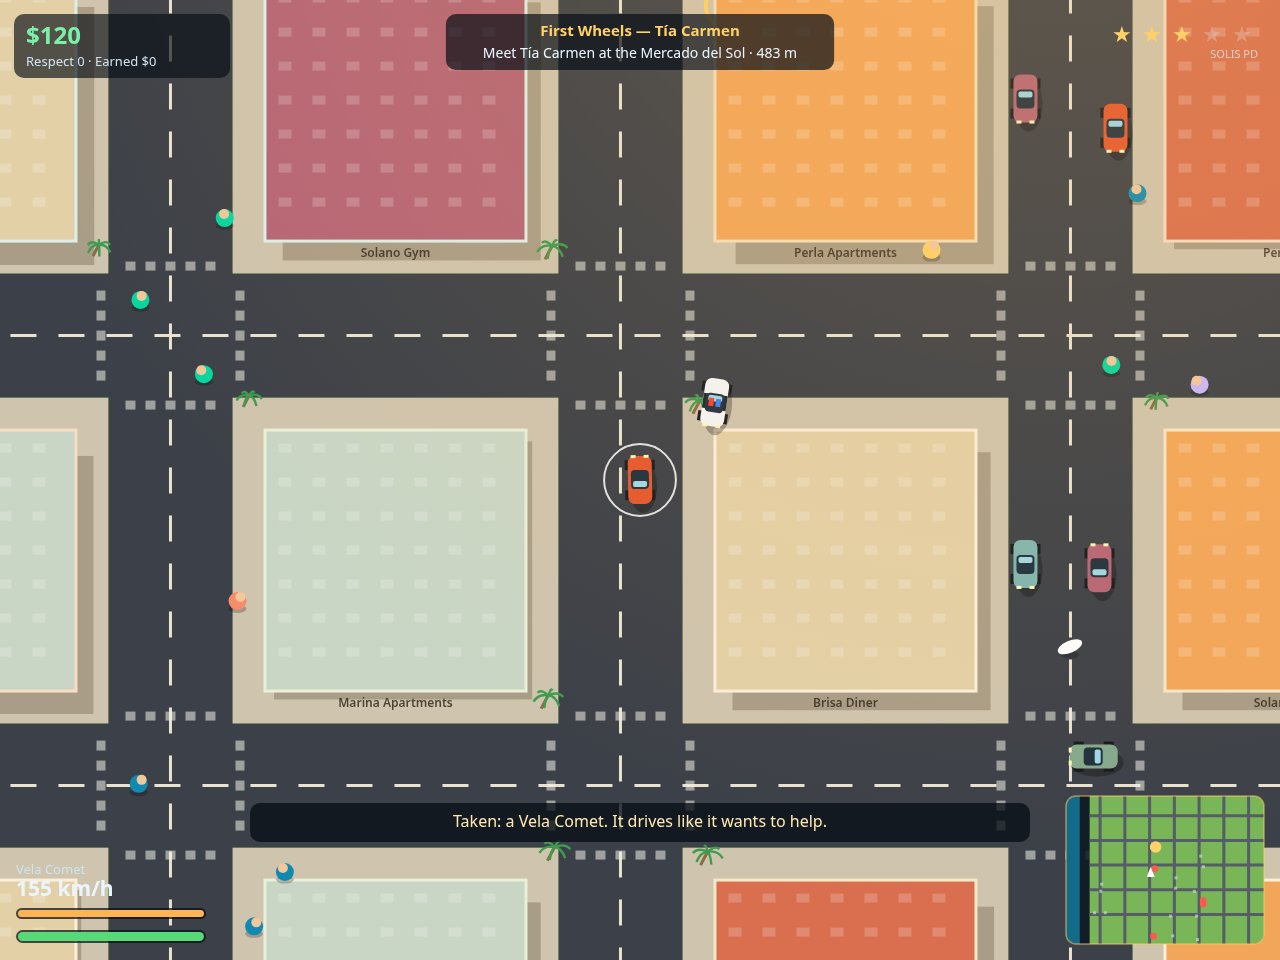 $120
Respect 0 · Earned $0
First Wheels — Tía Carmen
Meet Tía Carmen at the Mercado del Sol · 483 m
SOLIS PD
Solano Gym
Perla Apartments
Marina Apartments
Brisa Diner
Taken: a Vela Comet. It drives like it wants to help.
Vela Comet
155 km/h